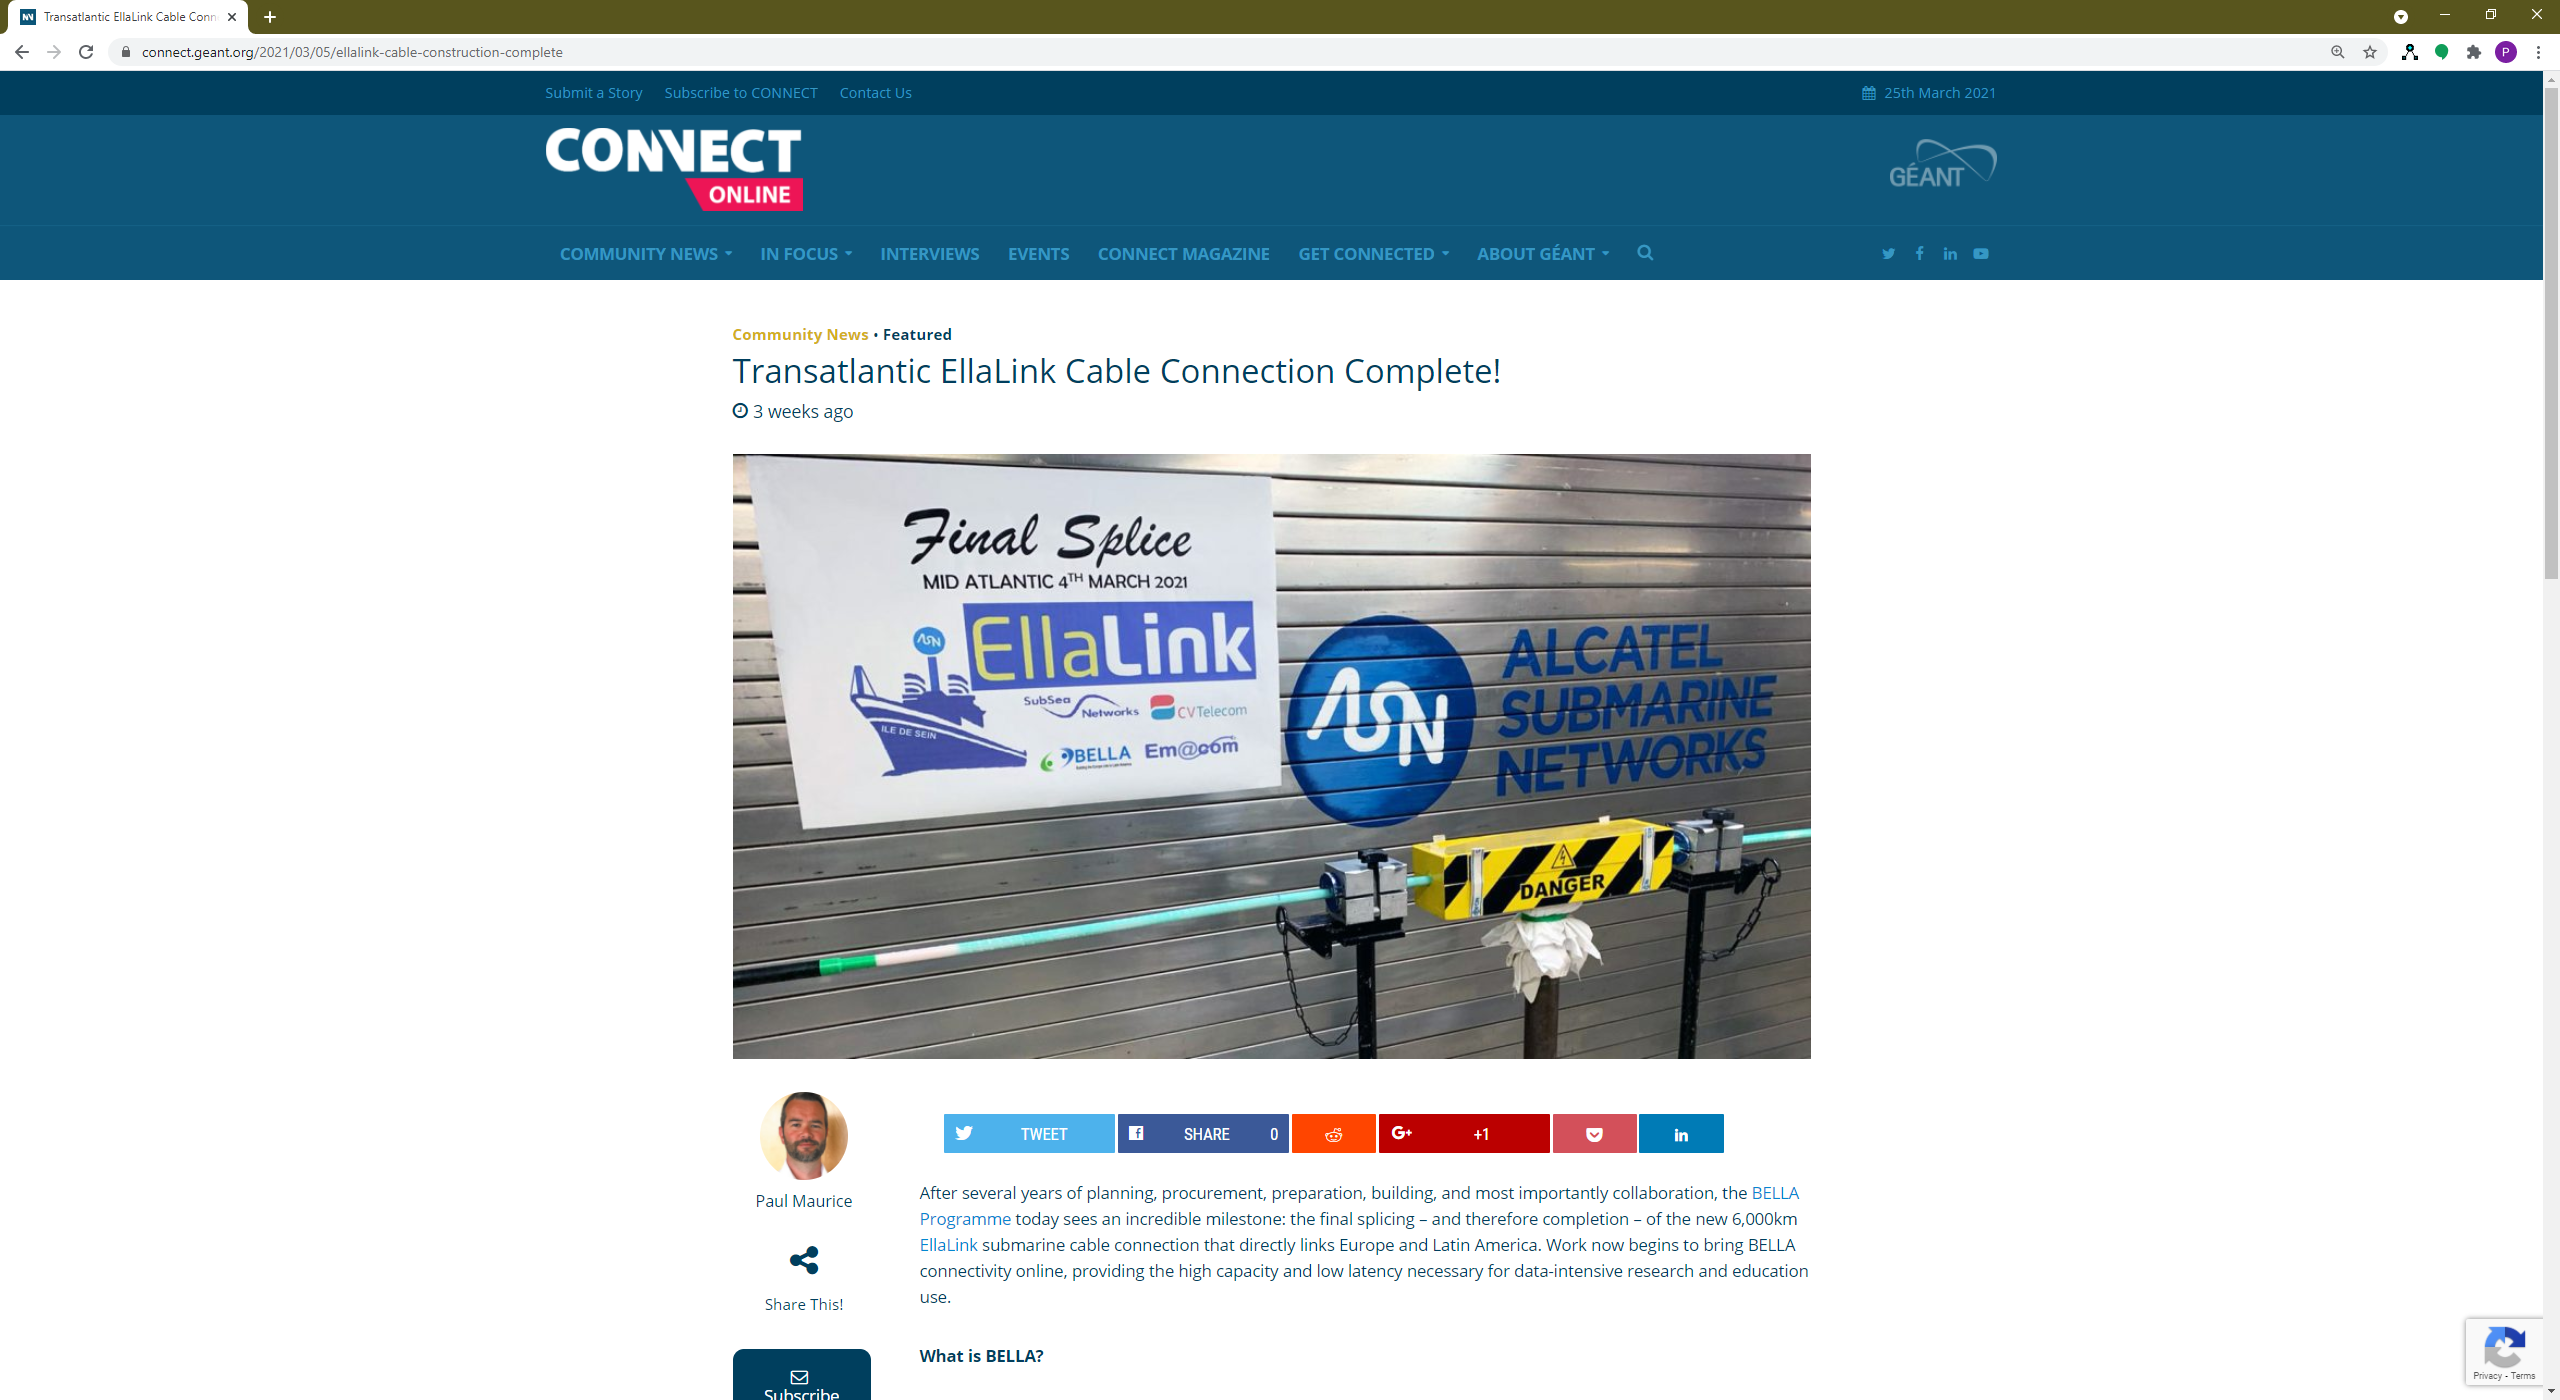 Transatlantic EllaLink Cable Conn
connect.geant.org/2021/03/05/ellalink-cable-construction-complete
P
Submit a Story Subscribe to CONNECT Contact Us
25th March 2021
CONNECT
ONLINE
GÉANT
COMMUNITY NEWS IN FOCUS INTERVIEWS EVENTS CONNECT MAGAZINE GET CONNECTED ABOUT GÉANT
Community News • Featured
Transatlantic EllaLink Cable Connection Complete!
3 weeks ago
Final Splice
MID ATLANTIC 4TH MARCH 2021
ASN
EllaLink
SubSea Networks
CVTelecom
ILE DE SEIN
BELLA
Em@com
ASN
ALCATEL
SUBMARINE
NETWORKS
DANGER
TWEET SHARE 0 G+ +1 in
Paul Maurice
Share This!
Subscribe
After several years of planning, procurement, preparation, building, and most importantly collaboration, the BELLA
Programme today sees an incredible milestone: the final splicing – and therefore completion – of the new 6,000km
EllaLink submarine cable connection that directly links Europe and Latin America. Work now begins to bring BELLA
connectivity online, providing the high capacity and low latency necessary for data-intensive research and education
use.
What is BELLA?
Privacy - Terms